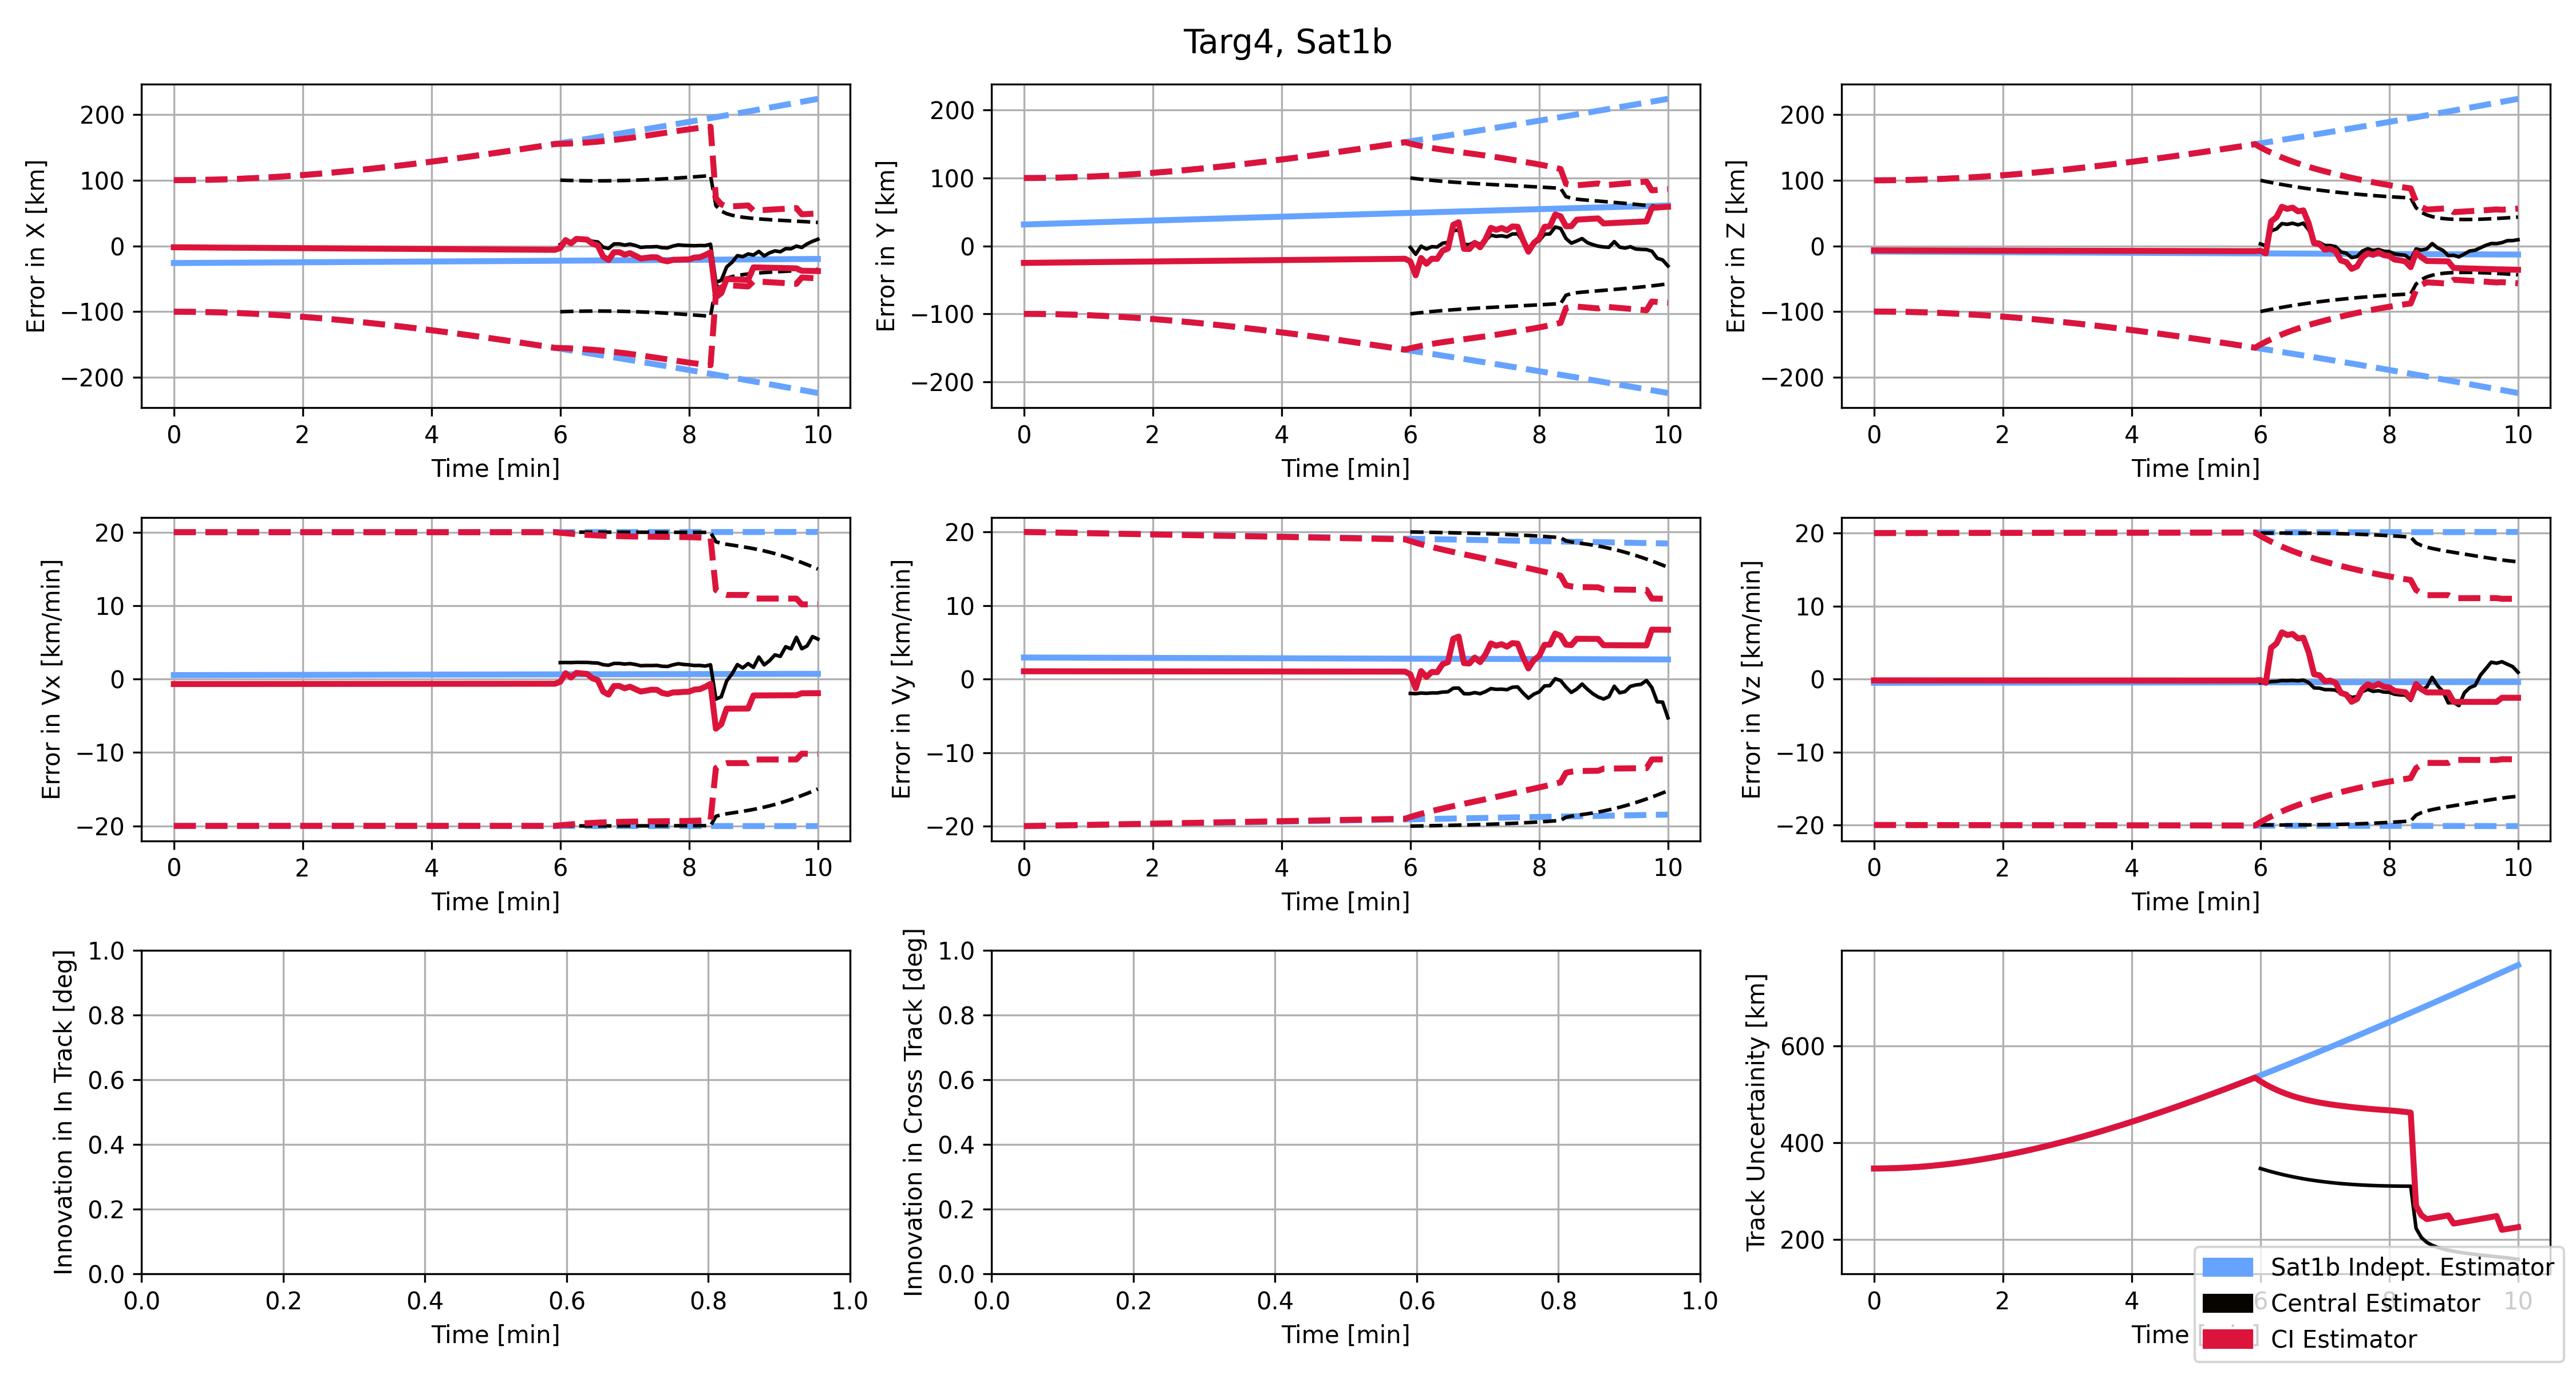 Targ4, Sat1b
Error in X [km]
200
100
0
−100
−200
0 2 4 6 8 10
Time [min]
Error in Y [km]
200
100
0
−100
−200
0 2 4 6 8 10
Time [min]
Error in Z [km]
200
100
0
−100
−200
0 2 4 6 8 10
Time [min]
Error in Vx [km/min]
20
10
0
−10
−20
0 2 4 6 8 10
Time [min]
Error in Vy [km/min]
20
10
0
−10
−20
0 2 4 6 8 10
Time [min]
Error in Vz [km/min]
20
10
0
−10
−20
0 2 4 6 8 10
Time [min]
Innovation in In Track [deg]
1.0
0.8
0.6
0.4
0.2
0.0
0.0 0.2 0.4 0.6 0.8 1.0
Time [min]
Innovation in Cross Track [deg]
1.0
0.8
0.6
0.4
0.2
0.0
0.0 0.2 0.4 0.6 0.8 1.0
Time [min]
Track Uncertainity [km]
600
400
200
0 2 4 6 8 10
Time
Sat1b Indept. Estimator
Central Estimator
CI Estimator